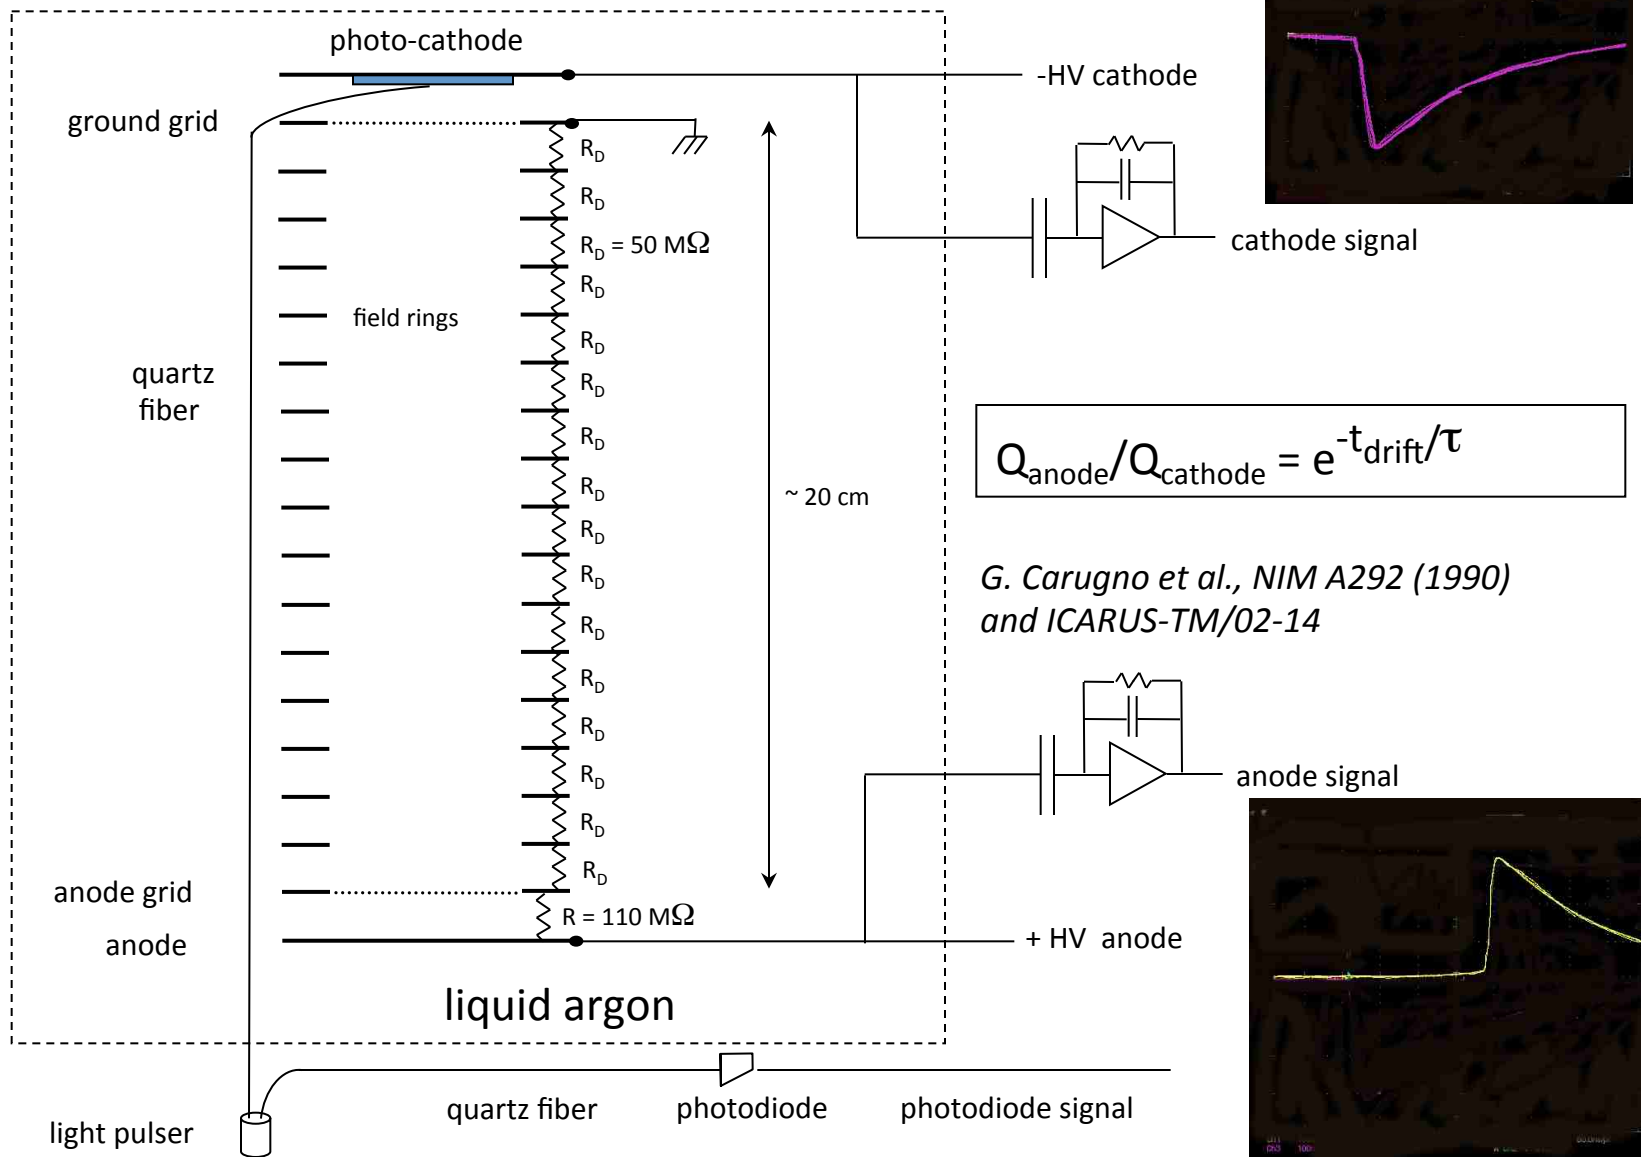 photo-cathode
-HV cathode
ground grid
R_D
R_D
R_D = 50 MΩ
cathode signal
R_D
field rings
R_D
quartz
fiber
R_D
R_D
Q_anode/Q_cathode = e^-t_drift/τ
R_D
~ 20 cm
R_D
R_D
G. Carugno et al., NIM A292 (1990)
and ICARUS-TM/02-14
R_D
R_D
R_D
R_D
anode signal
R_D
R_D
anode grid
R = 110 MΩ
anode
+ HV anode
liquid argon
quartz fiber
photodiode
photodiode signal
light pulser